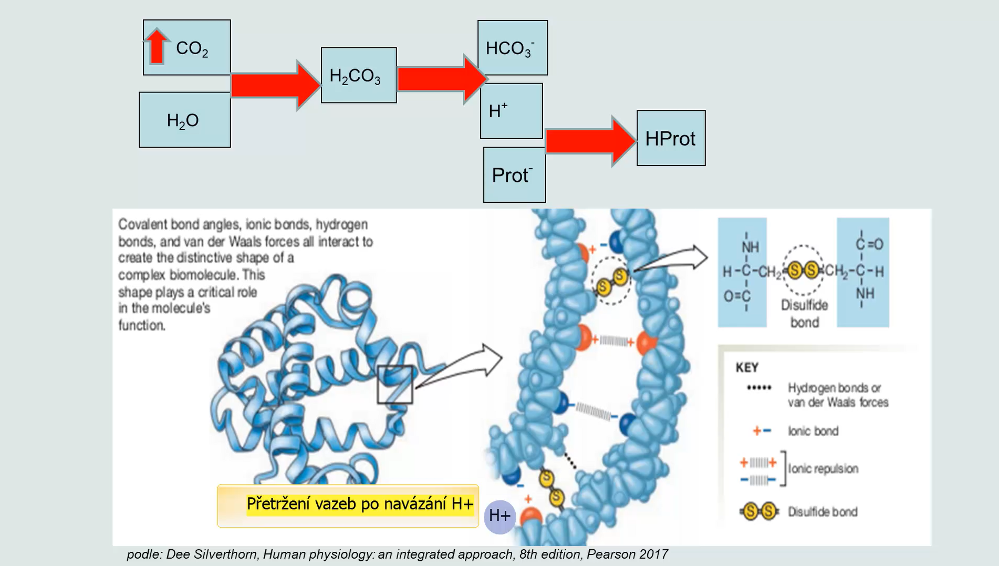 CO₂
H₂O
H₂CO₃
HCO₃⁻
H⁺
Prot⁻
HProt
Covalent bond angles, ionic bonds, hydrogen
bonds, and van der Waals forces all interact to
create the distinctive shape of a
complex biomolecule. This
shape plays a critical role
in the molecule's
function.
+ -
S S
+ +
- -
S
S
-
+
NH
H-C-CH₂-S S-CH₂-C-H
O=C
C=O
NH
Disulfide
bond
KEY
Hydrogen bonds or
van der Waals forces
+- Ionic bond
+ +
- -
Ionic repulsion
S S Disulfide bond
Přetržení vazeb po navázání H+
H+
podle: Dee Silverthorn, Human physiology: an integrated approach, 8th edition, Pearson 2017